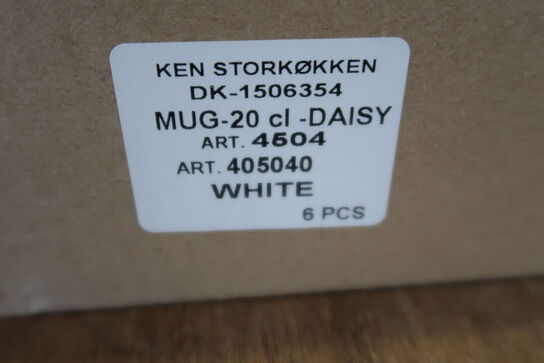 KEN STORKØKKEN
DK-1506354
MUG-20 cl -DAISY
ART. 4504
ART. 405040
WHITE
6 PCS